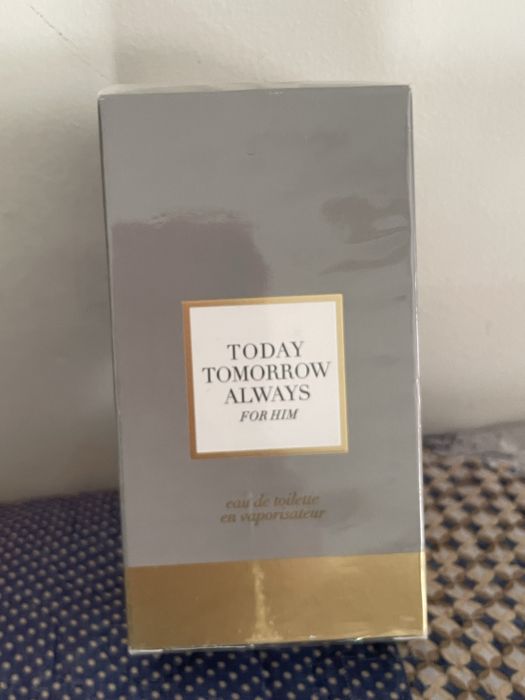 TODAY
TOMORROW
ALWAYS
FOR HIM
eau de toilette
en vaporisateur